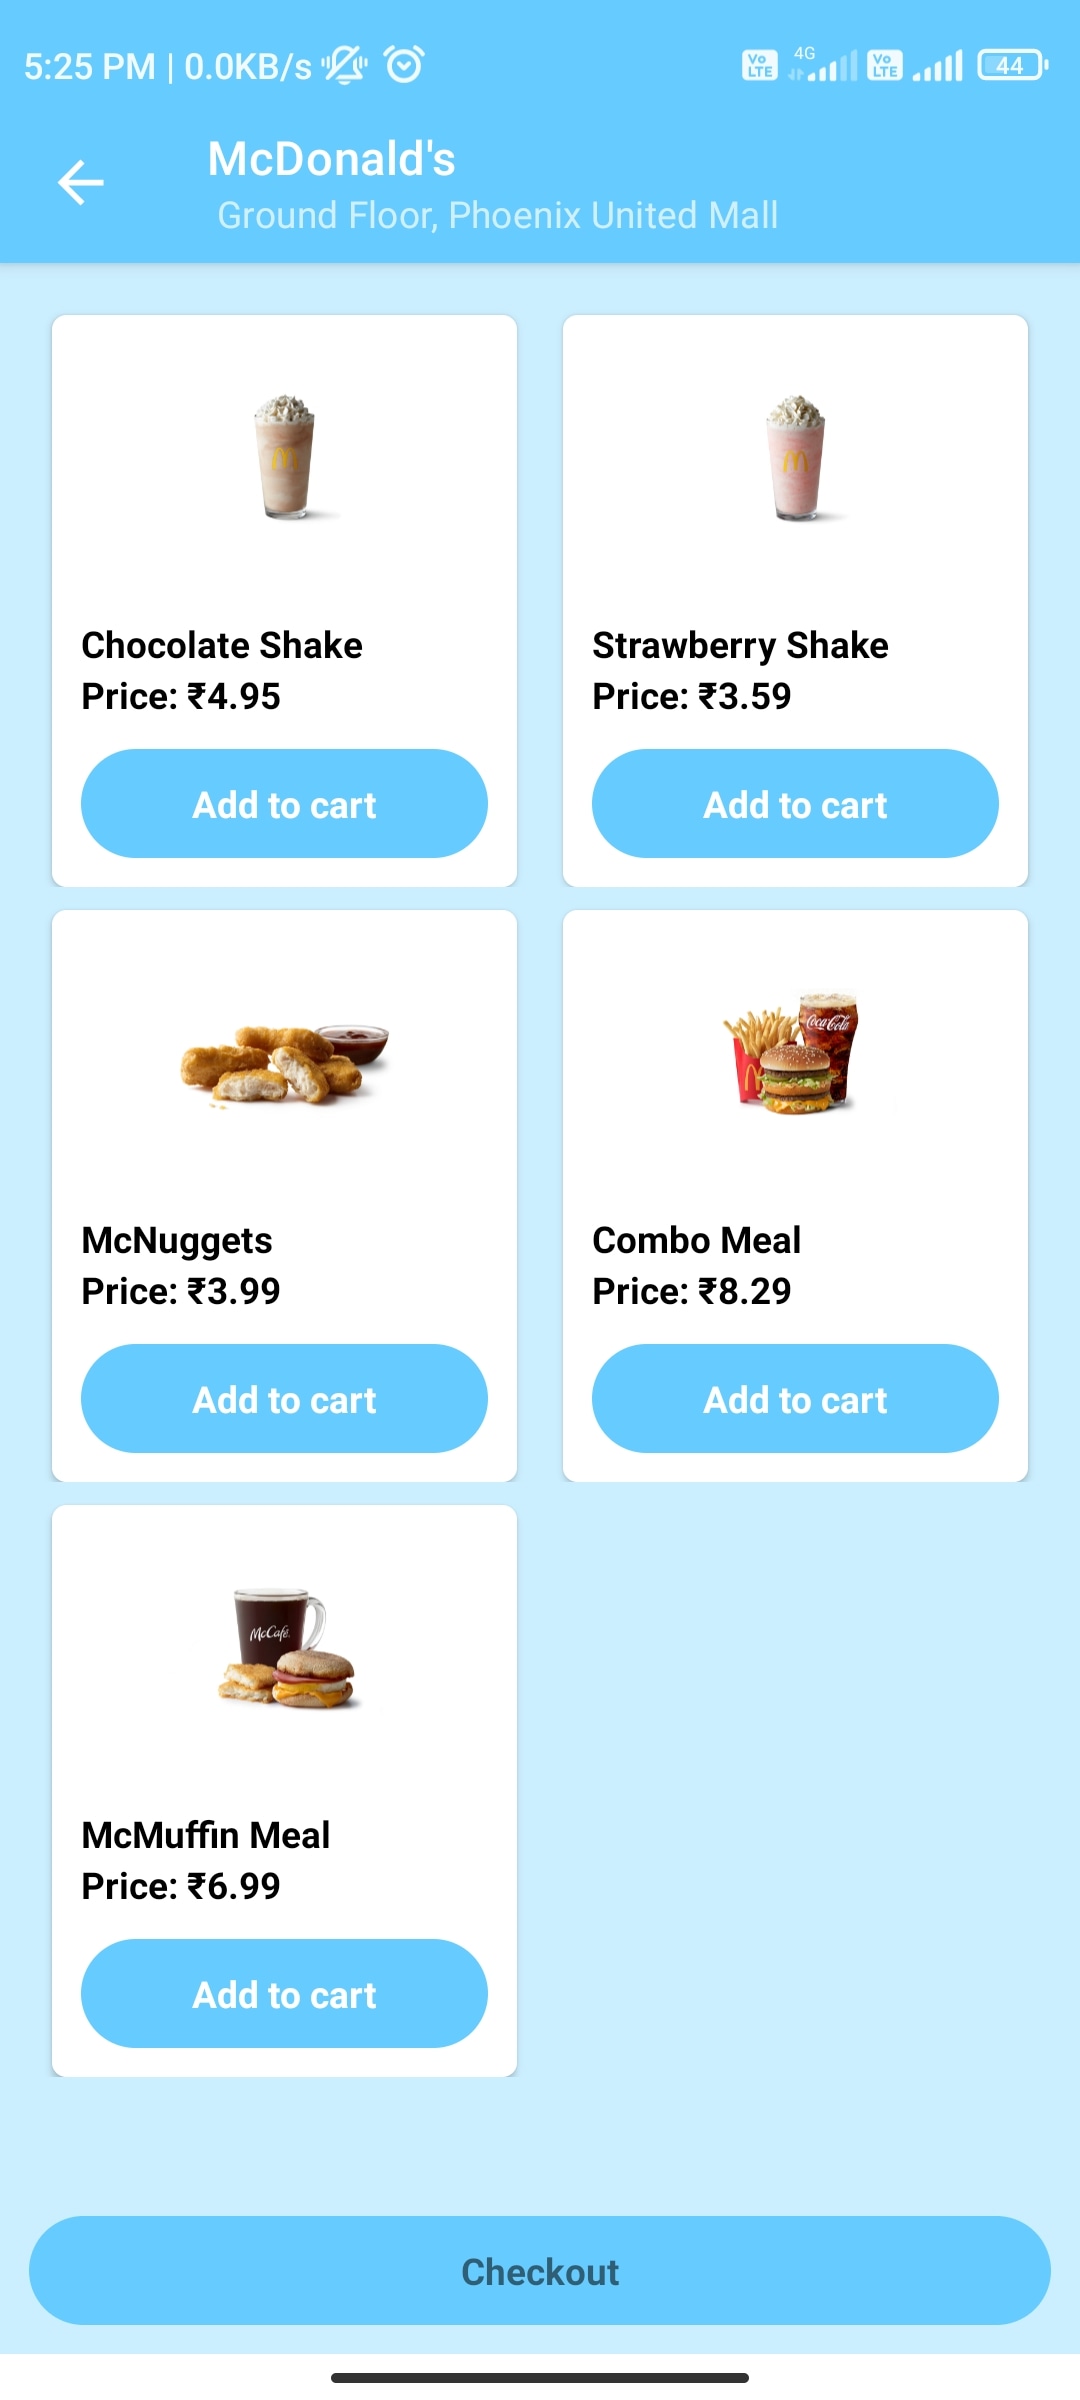 5:25 PM | 0.0KB/s
Vo LTE 4G Vo LTE 44
McDonald's
Ground Floor, Phoenix United Mall
Chocolate Shake
Price: ₹4.95
Add to cart
Strawberry Shake
Price: ₹3.59
Add to cart
Coca-Cola
McNuggets
Price: ₹3.99
Add to cart
Combo Meal
Price: ₹8.29
Add to cart
McCafé
McMuffin Meal
Price: ₹6.99
Add to cart
Checkout